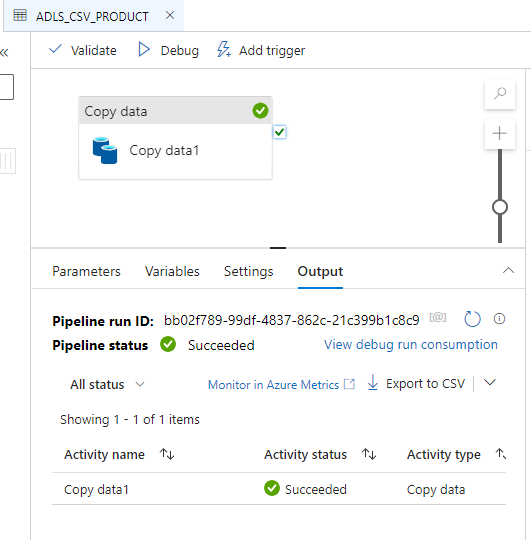 ADLS_CSV_PRODUCT
Validate Debug Add trigger
Copy data
Copy data1
Parameters Variables Settings Output
Pipeline run ID: bb02f789-99df-4837-862c-21c399b1c8c9 [@]
Pipeline status Succeeded View debug run consumption
All status Monitor in Azure Metrics Export to CSV
Showing 1 - 1 of 1 items
Activity name Activity status Activity type
Copy data1 Succeeded Copy data